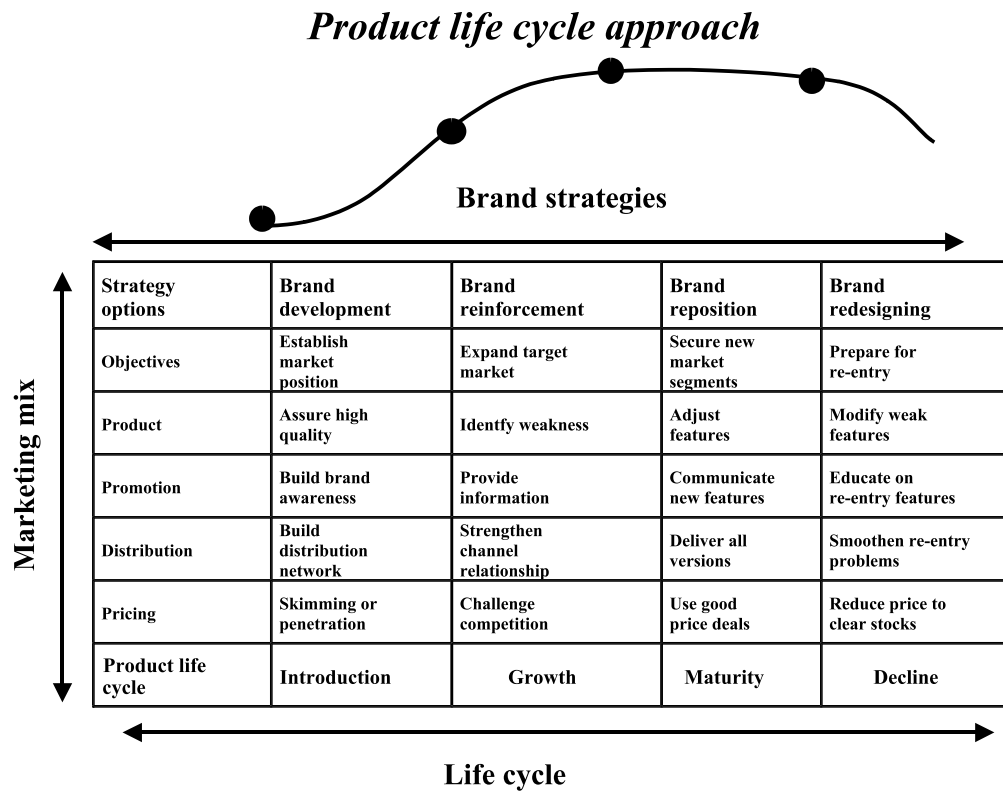 Product life cycle approach
Brand strategies
Strategy
options
Brand
development
Brand
reinforcement
Brand
reposition
Brand
redesigning
Objectives
Establish
market
position
Expand target
market
Secure new
market
segments
Prepare for
re-entry
Product
Assure high
quality
Identfy weakness
Adjust
features
Modify weak
features
Promotion
Build brand
awareness
Provide
information
Communicate
new features
Educate on
re-entry features
Distribution
Build
distribution
network
Strengthen
channel
relationship
Deliver all
versions
Smoothen re-entry
problems
Pricing
Skimming or
penetration
Challenge
competition
Use good
price deals
Reduce price to
clear stocks
Product life
cycle
Introduction
Growth
Maturity
Decline
Marketing mix
Life cycle